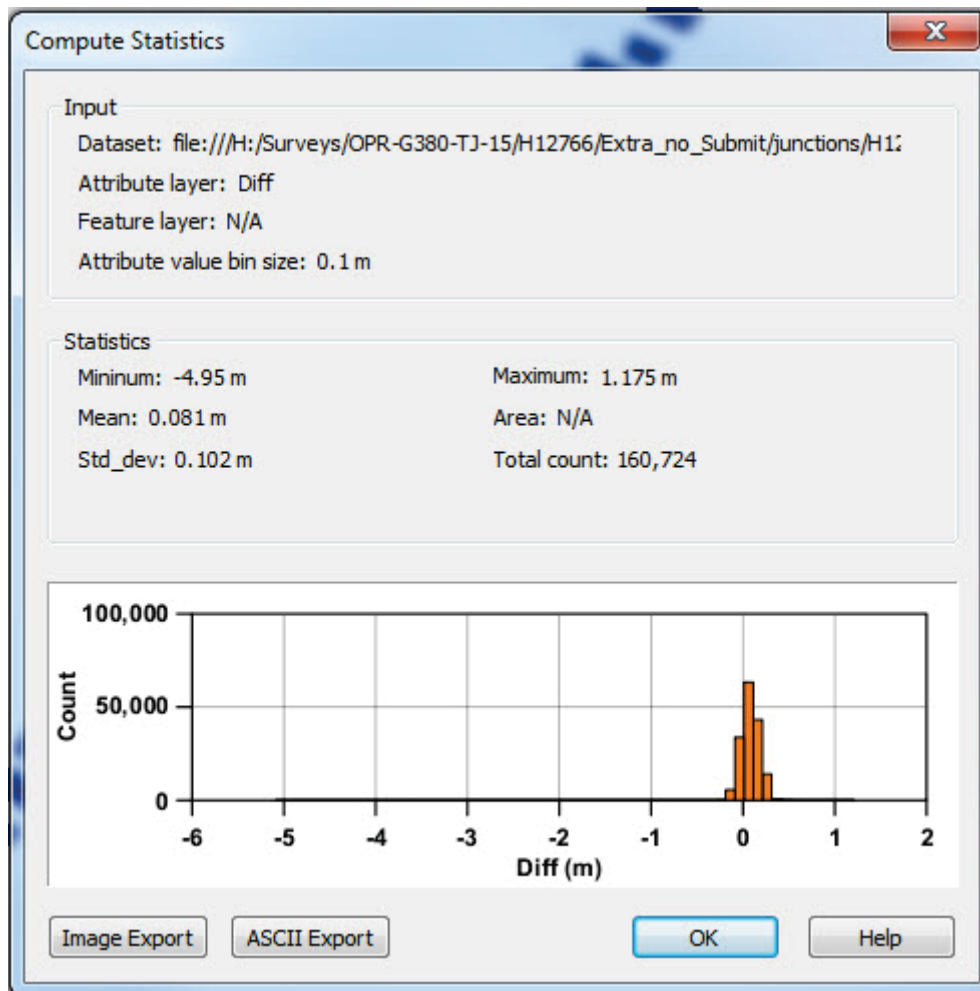 Compute Statistics
Input
Dataset: file:///H:/Surveys/OPR-G380-TJ-15/H12766/Extra_no_Submit/junctions/H12
Attribute layer: Diff
Feature layer: N/A
Attribute value bin size: 0.1 m
Statistics
Mininum: -4.95 m
Maximum: 1.175 m
Mean: 0.081 m
Area: N/A
Std_dev: 0.102 m
Total count: 160,724
100,000
50,000
0
Count
-6 -5 -4 -3 -2 -1 0 1 2
Diff (m)
Image Export
ASCII Export
OK
Help